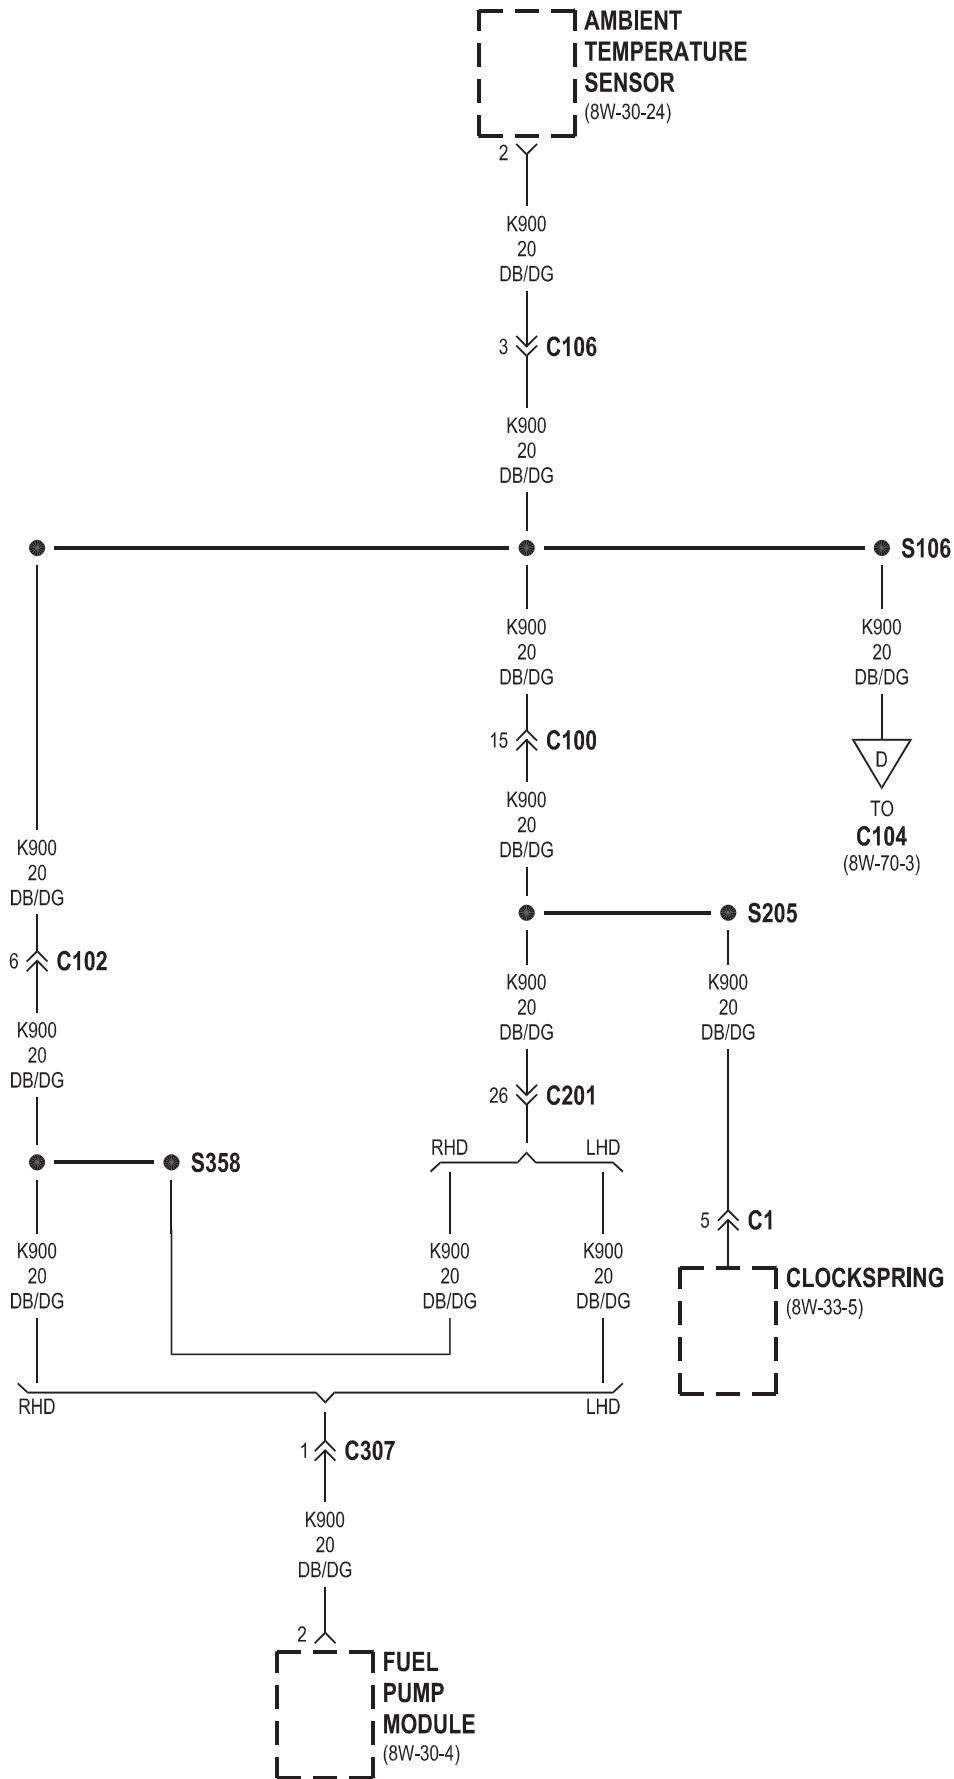 AMBIENT
TEMPERATURE
SENSOR
(8W-30-24)
2
K900
20
DB/DG
3 C106
K900
20
DB/DG
S106
K900
20
DB/DG
K900
20
DB/DG
15 C100
D
TO
C104
(8W-70-3)
K900
20
DB/DG
K900
20
DB/DG
S205
6 C102
K900
20
DB/DG
K900
20
DB/DG
K900
20
DB/DG
26 C201
RHD LHD
S358
5 C1
K900
20
DB/DG
K900
20
DB/DG
K900
20
DB/DG
CLOCKSPRING
(8W-33-5)
RHD LHD
1 C307
K900
20
DB/DG
2
FUEL
PUMP
MODULE
(8W-30-4)